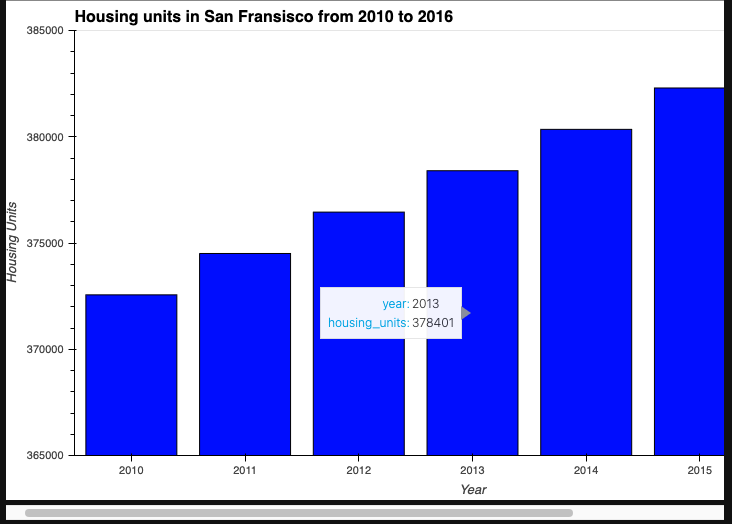 Housing units in San Fransisco from 2010 to 2016
385000
380000
375000
370000
365000
Housing Units
year: 2013
housing_units: 378401
2010 2011 2012 2013 2014 2015
Year